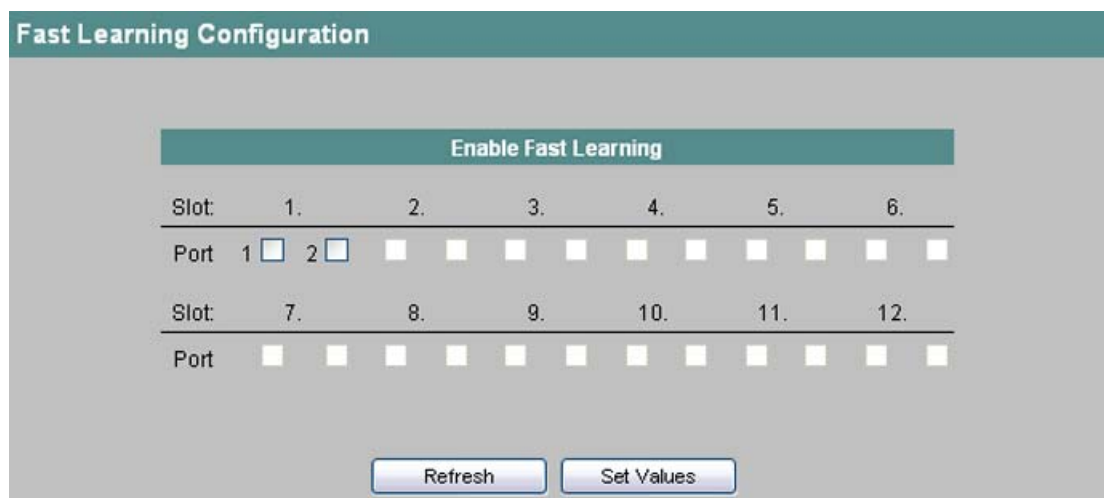 Fast Learning Configuration
Enable Fast Learning
Slot: 1. 2. 3. 4. 5. 6.
Port 1 2
Slot: 7. 8. 9. 10. 11. 12.
Port
Refresh Set Values